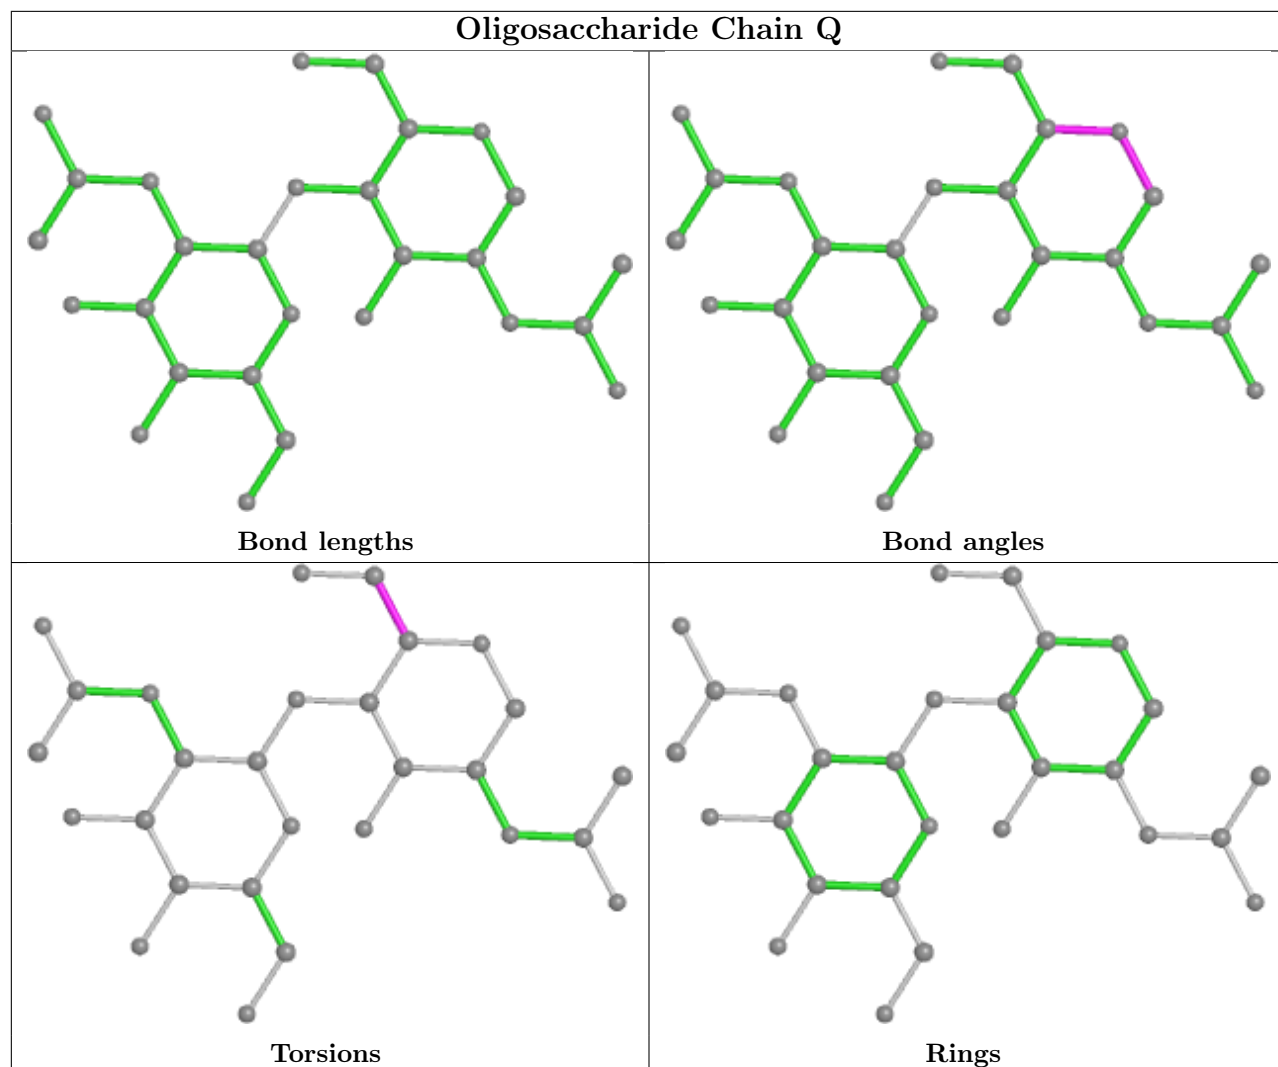 Oligosaccharide Chain Q
Bond lengths
Bond angles
Torsions
Rings